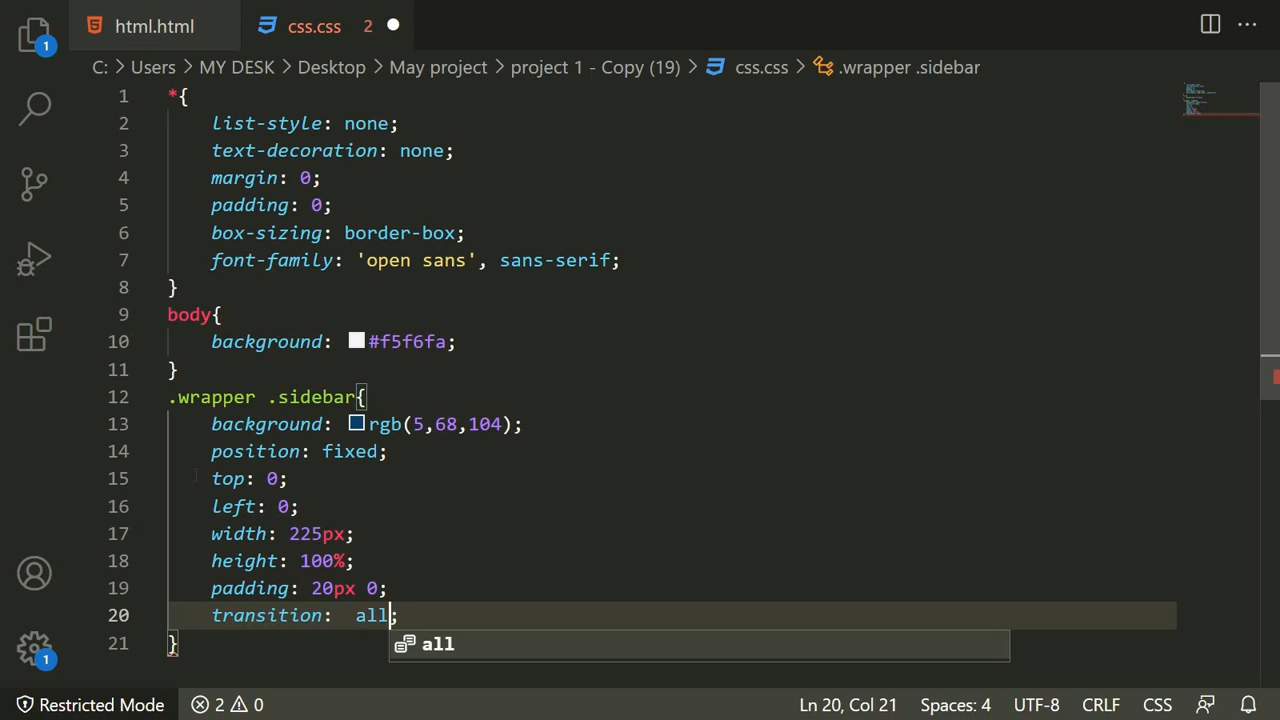 html.html
css.css 2
C: > Users > MY DESK > Desktop > May project > project 1 - Copy (19) > css.css > .wrapper .sidebar
1 *{
2 list-style: none;
3 text-decoration: none;
4 margin: 0;
5 padding: 0;
6 box-sizing: border-box;
7 font-family: 'open sans', sans-serif;
8 }
9 body{
10 background: #f5f6fa;
11 }
12 .wrapper .sidebar{
13 background: rgb(5,68,104);
14 position: fixed;
15 top: 0;
16 left: 0;
17 width: 225px;
18 height: 100%;
19 padding: 20px 0;
20 transition:  all;
all
21 }
1
1
Restricted Mode 2 0 Ln 20, Col 21 Spaces: 4 UTF-8 CRLF CSS